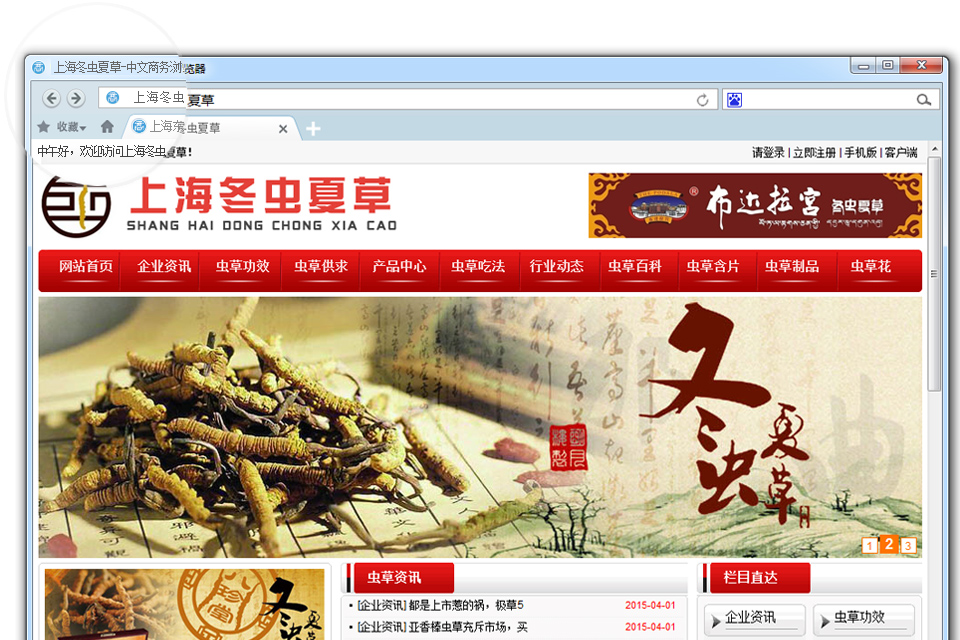 上海冬虫夏草-中文商务浏览器
上海冬虫夏草
收藏 上海冬虫夏草
中午好，欢迎访问上海冬虫夏草！ 请登录 | 立即注册 | 手机版 | 客户端
上海冬虫夏草
SHANG HAI DONG CHONG XIA CAO
布达拉宫® 冬虫夏草
网站首页 企业资讯 虫草功效 虫草供求 产品中心 虫草吃法 行业动态 虫草百科 虫草含片 虫草制品 虫草花
冬虫夏草
1 2 3
虫草资讯
[企业资讯] 都是上市惹的祸，极草5 2015-04-01
[企业资讯] 亚香棒虫草充斥市场，买 2015-04-01
栏目直达
企业资讯 虫草功效